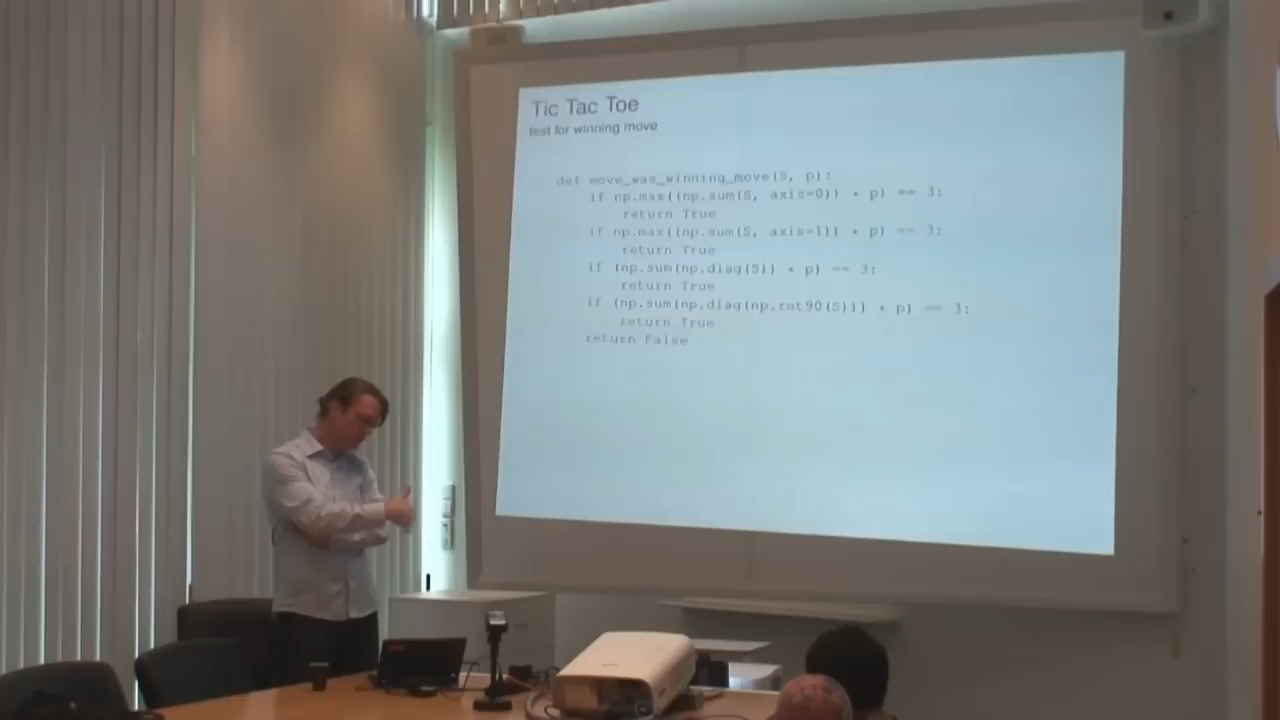 Tic Tac Toe
test for winning move
def move_was_winning_move(S, p):
    if np.max((np.sum(S, axis=0)) * p) == 3:
        return True
    if np.max((np.sum(S, axis=1)) * p) == 3:
        return True
    if (np.sum(np.diag(S)) * p) == 3:
        return True
    if (np.sum(np.diag(np.rot90(S))) * p) == 3:
        return True
    return False